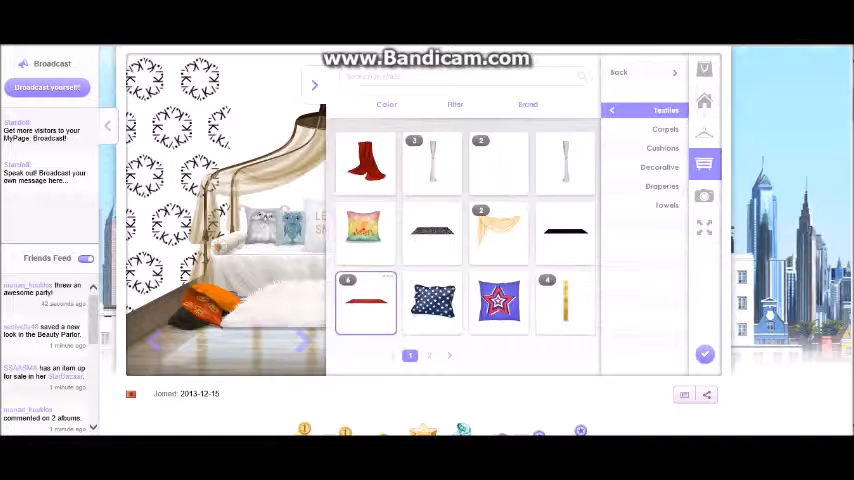 www.Bandicam.com
Broadcast
Broadcast yourself!
Stardoll:
Get more visitors to your
MyPage. Broadcast!
Stardoll:
Speak out! Broadcast your
own message here...
Friends Feed
threw an
awesome party!
42 seconds ago
saved a new
look in the Beauty Parlor.
1 minute ago
SSAASMA has an item up
for sale in her StarBazaar.
1 minute ago
commented on 2 albums.
1 minute ago
Color
Filter
Brand
3
2
2
6
4
1
2
Back
Textiles
Carpets
Cushions
Decorative
Draperies
Towels
Joined: 2013-12-15